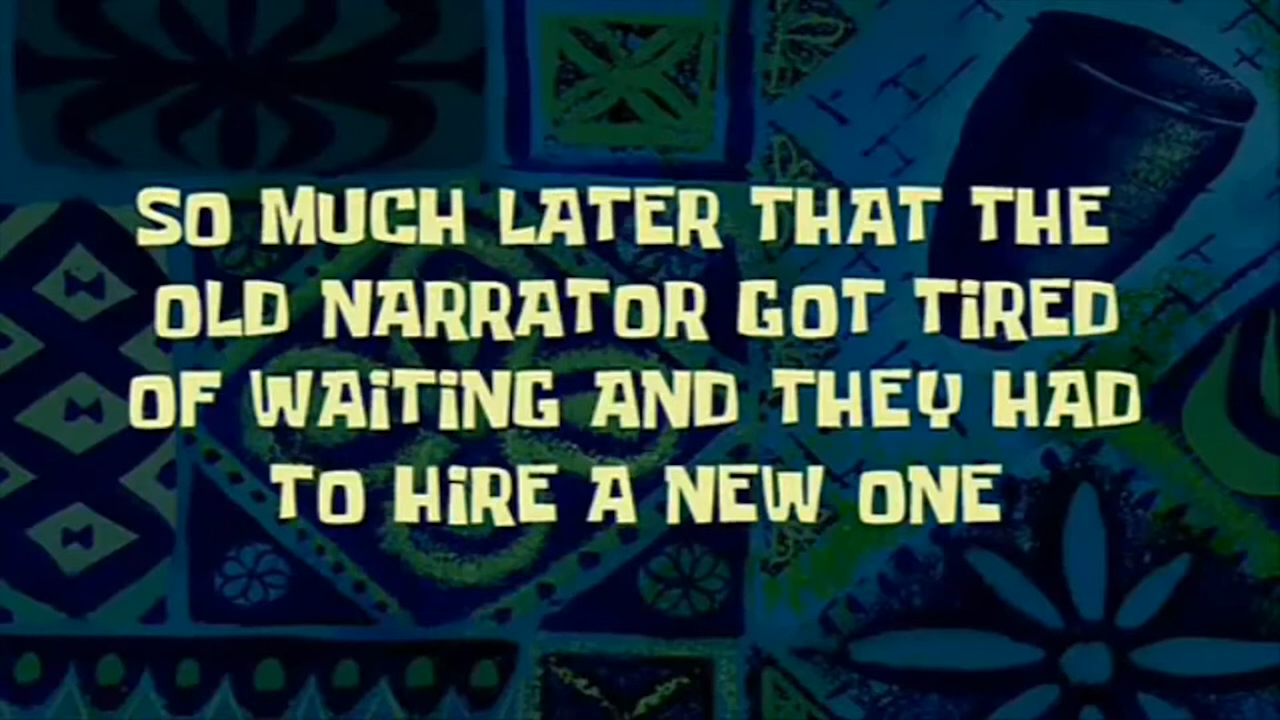 SO MUCH LATER THAT THE
OLD NARRATOR GOT TiRED
OF WAiTiNG AND THEY HAD
TO HiRE A NEW ONE